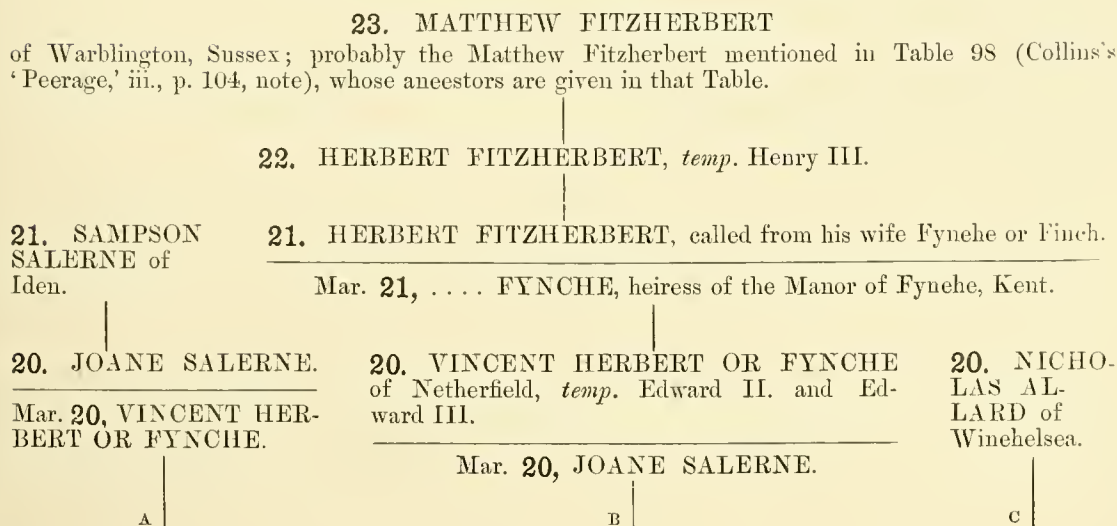 23. MATTHEW FITZHERBERT
of Warblington, Sussex; probably the Matthew Fitzherbert mentioned in Table 98 (Collins's
'Peerage,' iii., p. 104, note), whose ancestors are given in that Table.
22. HERBERT FITZHERBERT, temp. Henry III.
21. SAMPSON
SALERNE of
Iden.
21. HERBERT FITZHERBERT, called from his wife Fynche or Finch.
Mar. 21, .... FYNCHE, heiress of the Manor of Fynche, Kent.
20. JOANE SALERNE.
Mar. 20, VINCENT HER-
BERT OR FYNCHE.
A
20. VINCENT HERBERT OR FYNCHE
of Netherfield, temp. Edward II. and Ed-
ward III.
Mar. 20, JOANE SALERNE.
B
20. NICHO-
LAS AL-
LARD of
Winchelsea.
C